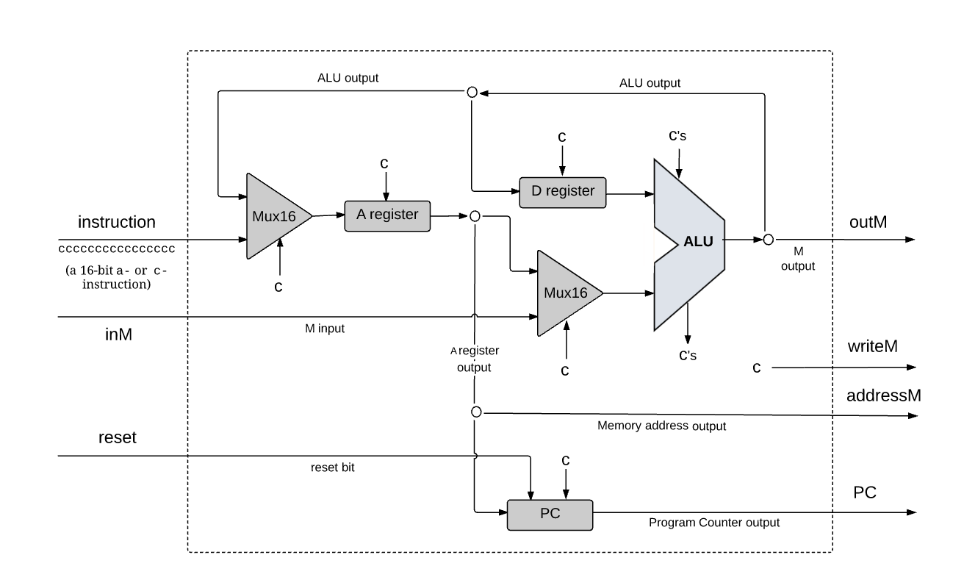 ALU output
ALU output
c
c's
c
D register
instruction
Mux16
A register
outM
cccccccccccccccc
ALU
(a 16-bit a- or c-
instruction)
M
output
c
Mux16
inM
M input
writeM
A register
output
c
c's
c
addressM
Memory address output
reset
reset bit
c
PC
PC
Program Counter output